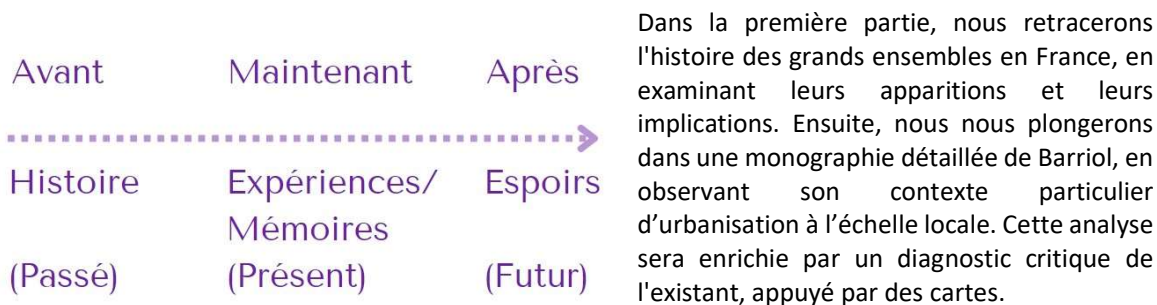 Avant Maintenant Après
Histoire Expériences/ Espoirs
Mémoires
(Passé) (Présent) (Futur)
Dans la première partie, nous retracerons
l'histoire des grands ensembles en France, en
examinant leurs apparitions et leurs
implications. Ensuite, nous nous plongerons
dans une monographie détaillée de Barriol, en
observant son contexte particulier
d’urbanisation à l’échelle locale. Cette analyse
sera enrichie par un diagnostic critique de
l'existant, appuyé par des cartes.